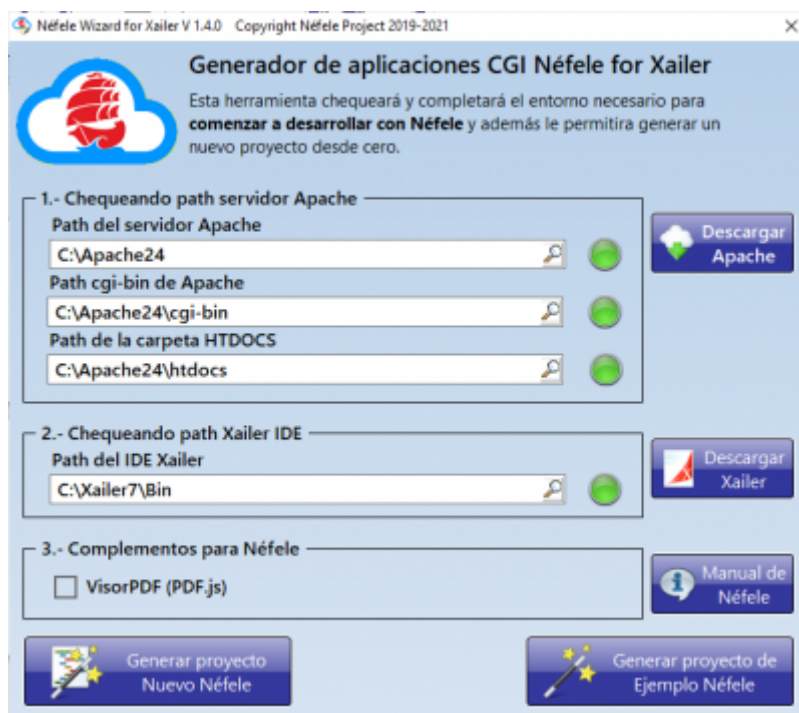 Néfele Wizard for Xailer V 1.4.0 Copyright Néfele Project 2019-2021
Generador de aplicaciones CGI Néfele for Xailer
Esta herramienta chequeará y completará el entorno necesario para
comenzar a desarrollar con Néfele y además le permitira generar un
nuevo proyecto desde cero.
1.- Chequeando path servidor Apache
Path del servidor Apache
C:\Apache24
Descargar
Apache
Path cgi-bin de Apache
C:\Apache24\cgi-bin
Path de la carpeta HTDOCS
C:\Apache24\htdocs
2.- Chequeando path Xailer IDE
Path del IDE Xailer
C:\Xailer7\Bin
Descargar
Xailer
3.- Complementos para Néfele
VisorPDF (PDF.js)
Manual de
Néfele
Generar proyecto
Nuevo Néfele
Generar proyecto de
Ejemplo Néfele